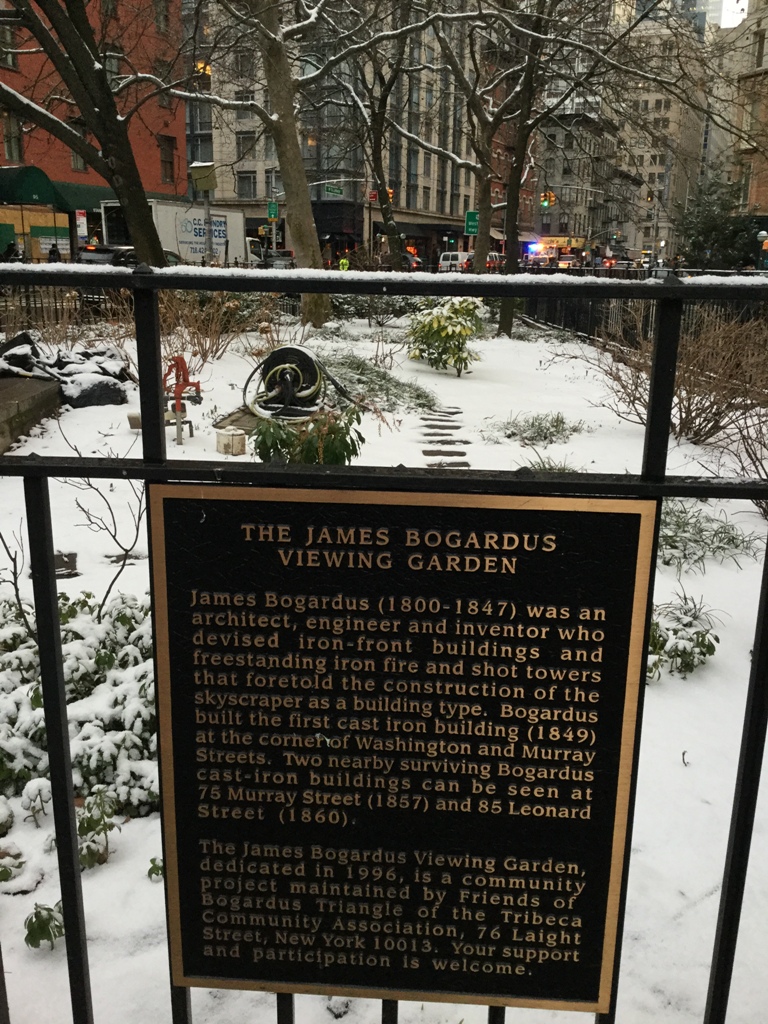 C.C. LAUNDRY
SERVICES
THE JAMES BOGARDUS
VIEWING GARDEN
James Bogardus (1800-1847) was an
architect, engineer and inventor who
devised iron-front buildings and
freestanding iron fire and shot towers
that foretold the construction of the
skyscraper as a building type. Bogardus
built the first cast iron building (1849)
at the corner of Washington and Murray
Streets. Two nearby surviving Bogardus
cast-iron buildings can be seen at
75 Murray Street (1857) and 85 Leonard
Street (1860).
The James Bogardus Viewing Garden,
dedicated in 1996, is a community
project maintained by Friends of
Bogardus Triangle of the Tribeca
Community Association, 76 Laight
Street, New York 10013. Your support
and participation is welcome.